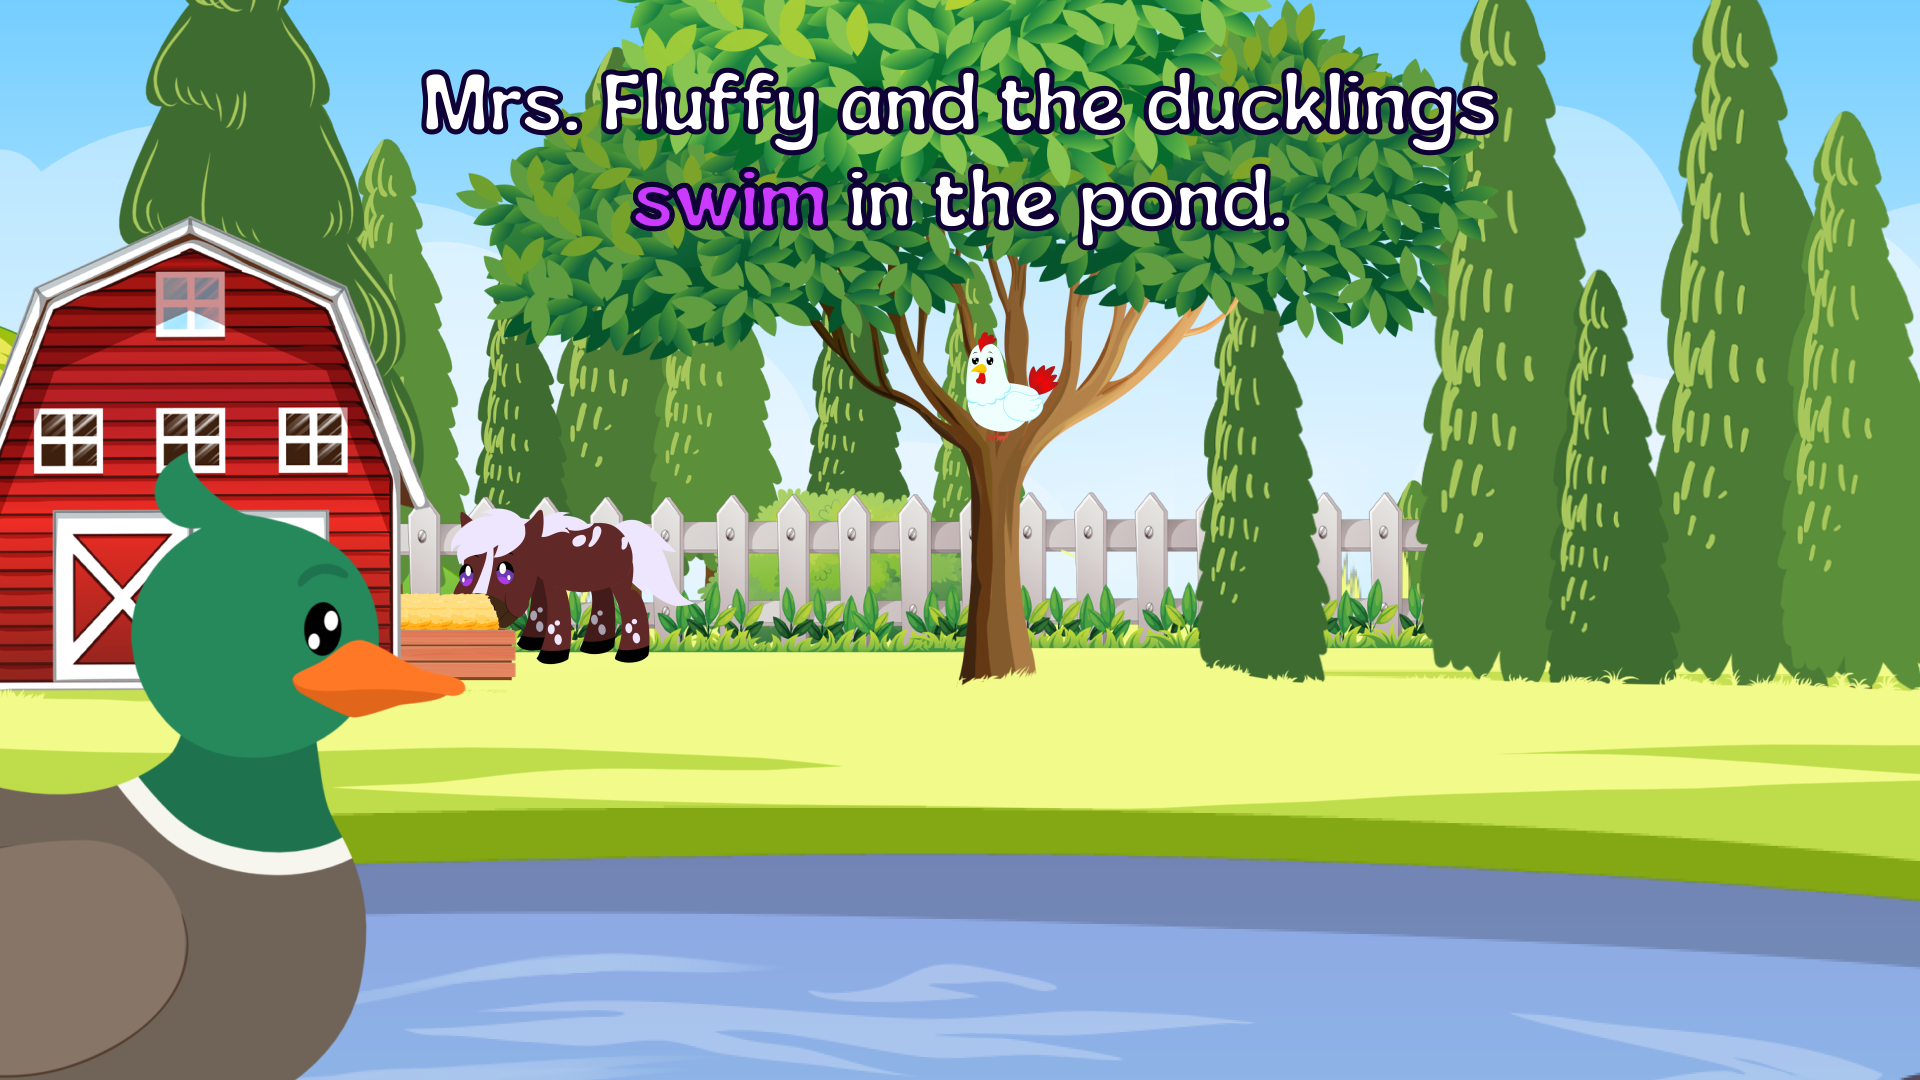 Mrs. Fluffy and the ducklings
swim in the pond.